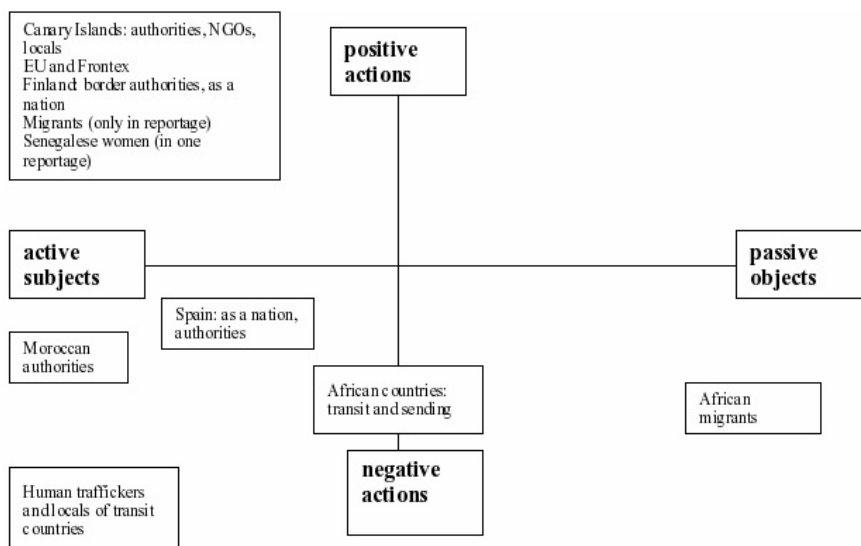 Canary Islands: authorities, NGOs,
locals
EU and Frontex
Finland: border authorities, as a
nation
Migrants (only in reportage)
Senegalese women (in one
reportage)
positive
actions
active
subjects
passive
objects
Spain: as a nation,
authorities
Moroccan
authorities
African countries:
transit and sending
African
migrants
negative
actions
Human traffickers
and locals of transit
countries